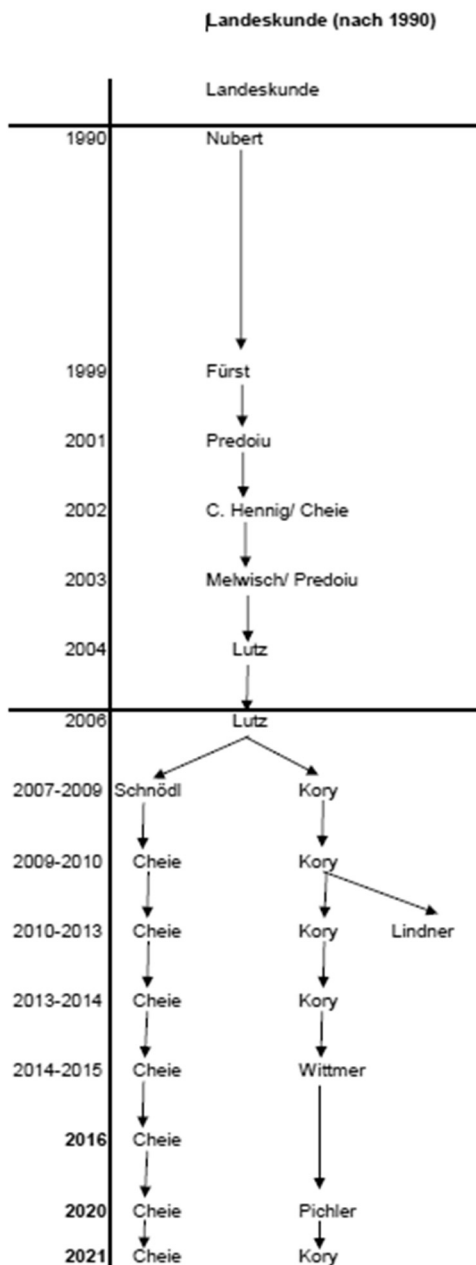 Landeskunde (nach 1990)
Landeskunde
1990 Nubert
1999 Fürst
2001 Predoiu
2002 C. Hennig/ Cheie
2003 Melwisch/ Predoiu
2004 Lutz
2006 Lutz
2007-2009 Schnödl Kory
2009-2010 Cheie Kory
2010-2013 Cheie Kory Lindner
2013-2014 Cheie Kory
2014-2015 Cheie Wittmer
2016 Cheie
2020 Cheie Pichler
2021 Cheie Kory